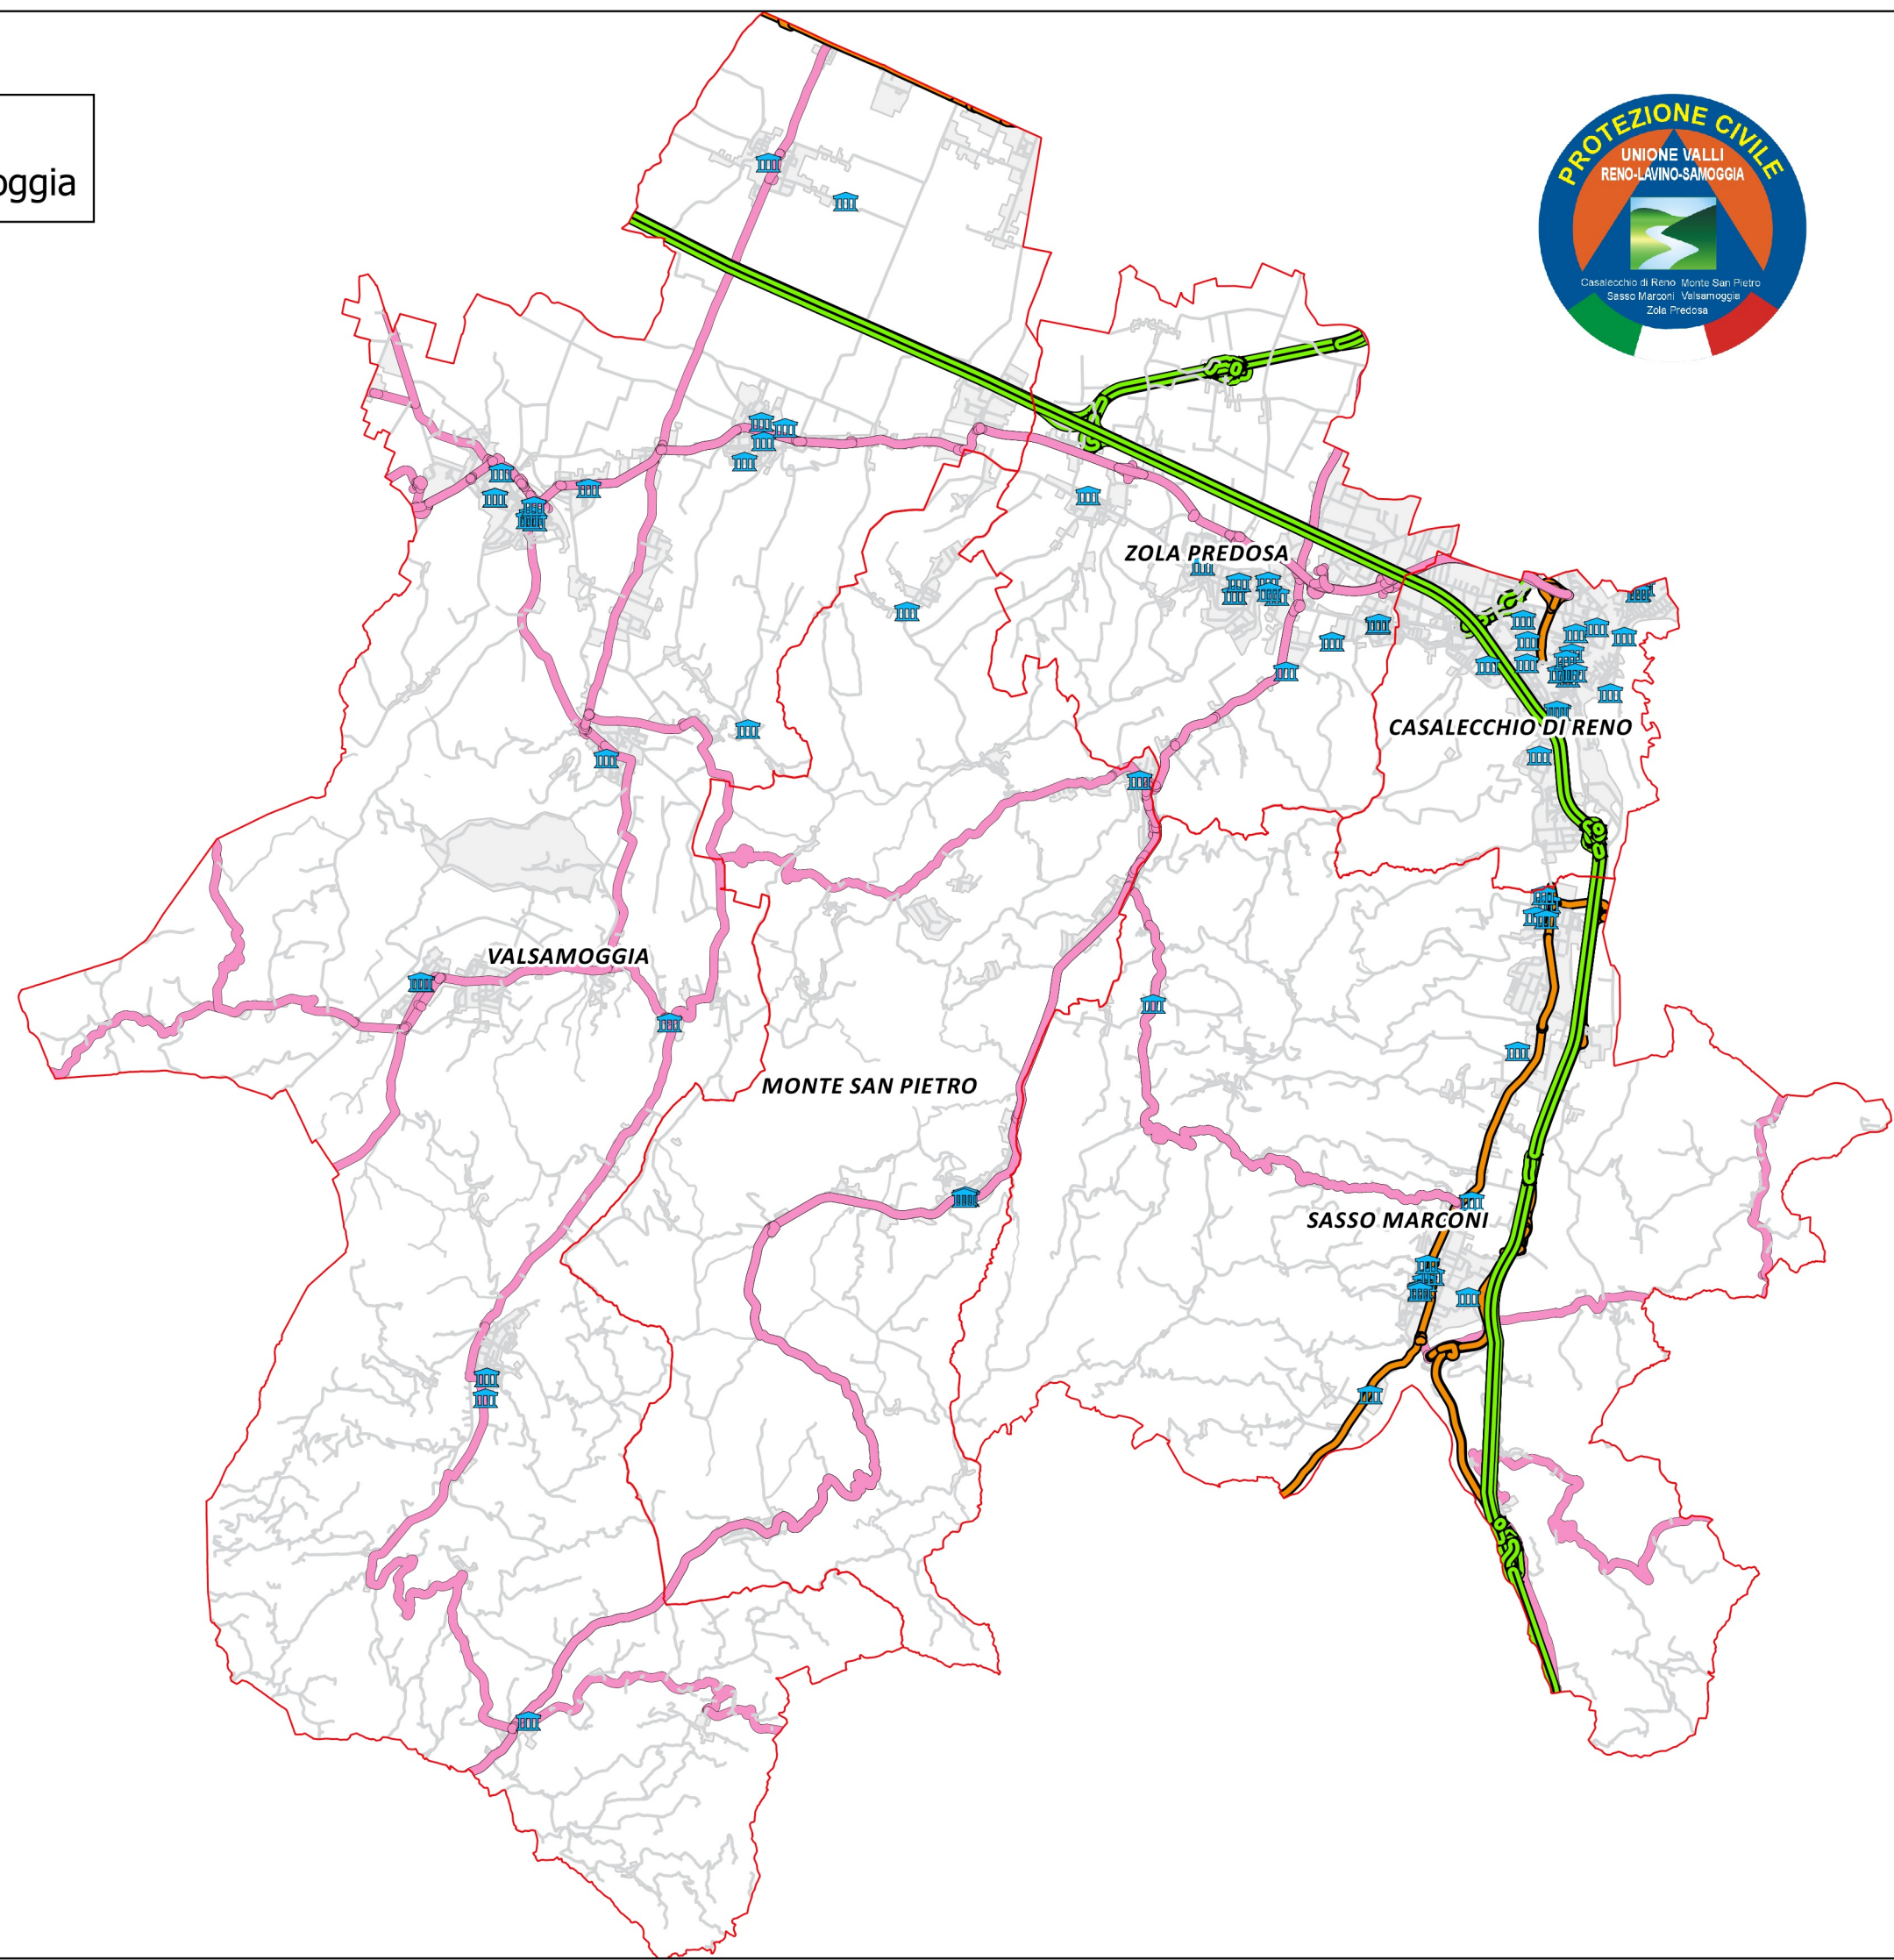 oggia
PROTEZIONE CIVILE
UNIONE VALLI
RENO-LAVINO-SAMOGGIA
Casalecchio di Reno Monte San Pietro
Sasso Marconi Valsamoggia
Zola Predosa
ZOLA PREDOSA
CASALECCHIO DI RENO
VALSAMOGGIA
MONTE SAN PIETRO
SASSO MARCONI